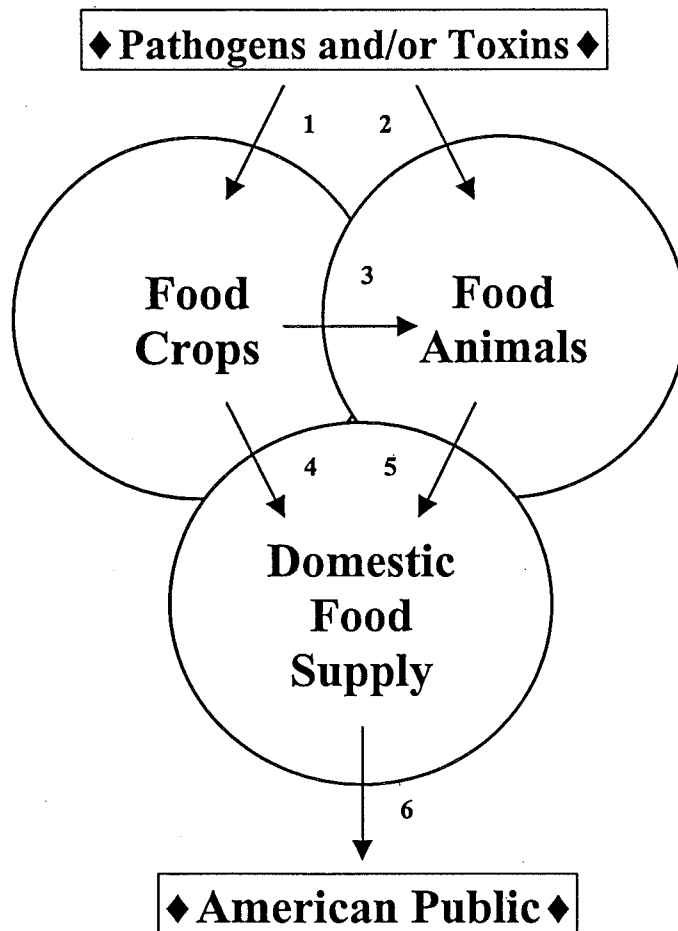 ♦ Pathogens and/or Toxins ♦
1 2
3
Food
Crops
Food
Animals
4 5
Domestic
Food
Supply
6
♦ American Public ♦